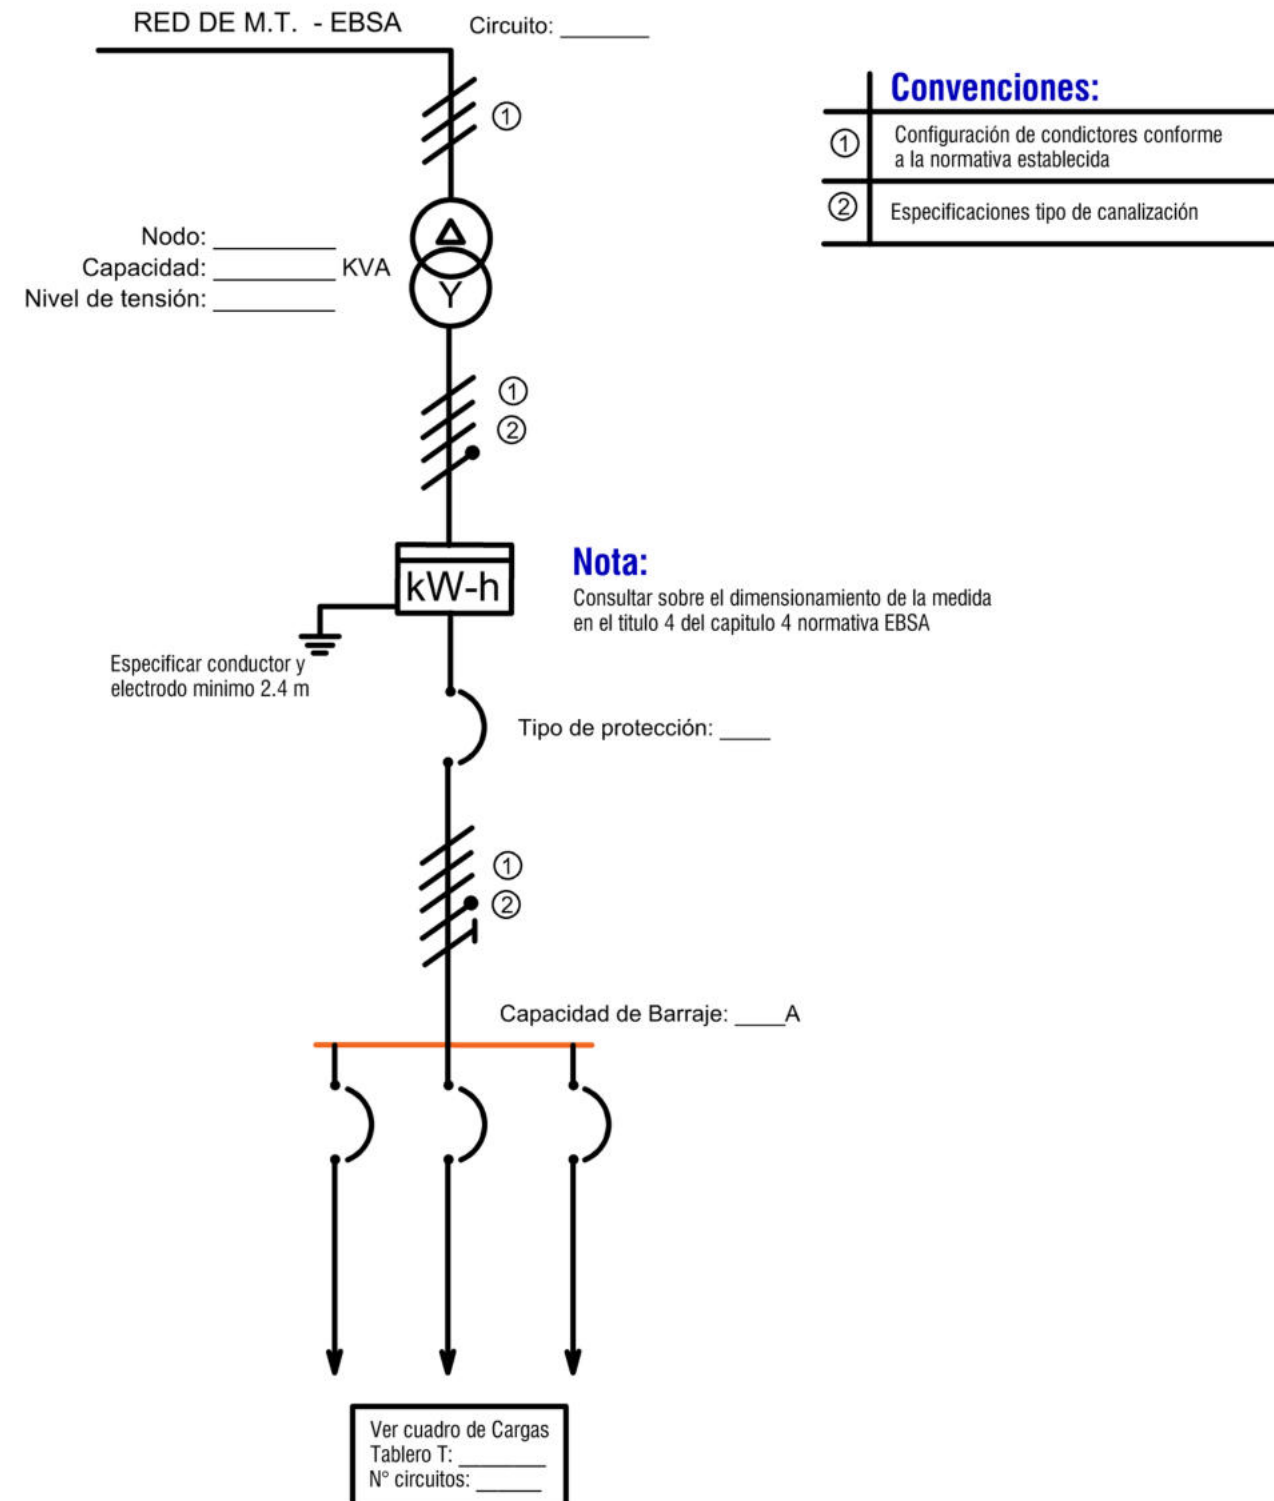 RED DE M.T. - EBSA
Circuito: _______
①
Convenciones:
① Configuración de condictores conforme
a la normativa establecida
② Especificaciones tipo de canalización
Nodo: __________
Capacidad: __________ KVA
Nivel de tensión: __________
Δ
Y
①
②
kW-h
Nota:
Consultar sobre el dimensionamiento de la medida
en el titulo 4 del capitulo 4 normativa EBSA
Especificar conductor y
electrodo minimo 2.4 m
Tipo de protección: ____
①
②
Capacidad de Barraje: ____A
Ver cuadro de Cargas
Tablero T: ________
N° circuitos: ______